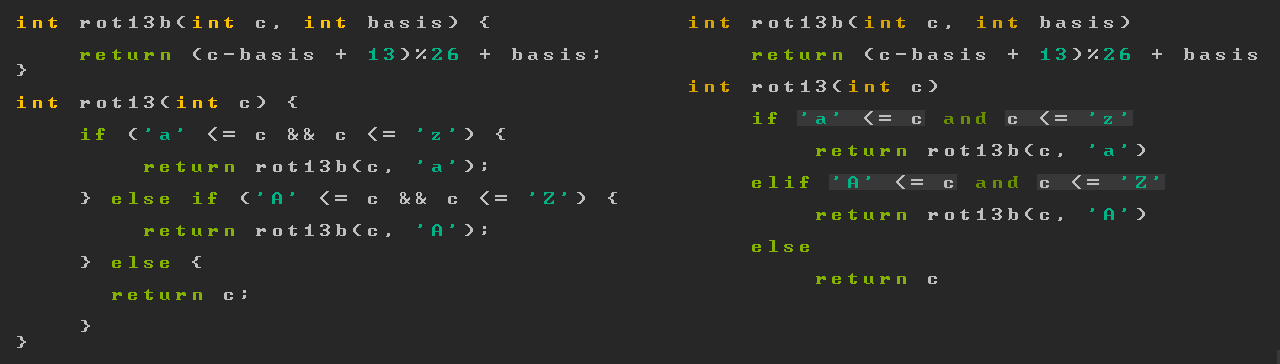 int rot13b(int c, int basis) {
    return (c-basis + 13)%26 + basis;
}
int rot13(int c) {
    if ('a' <= c && c <= 'z') {
        return rot13b(c, 'a');
    } else if ('A' <= c && c <= 'Z') {
        return rot13b(c, 'A');
    } else {
      return c;
    }
}
int rot13b(int c, int basis)
    return (c-basis + 13)%26 + basis
int rot13(int c)
    if 'a' <= c and c <= 'z'
        return rot13b(c, 'a')
    elif 'A' <= c and c <= 'Z'
        return rot13b(c, 'A')
    else
        return c